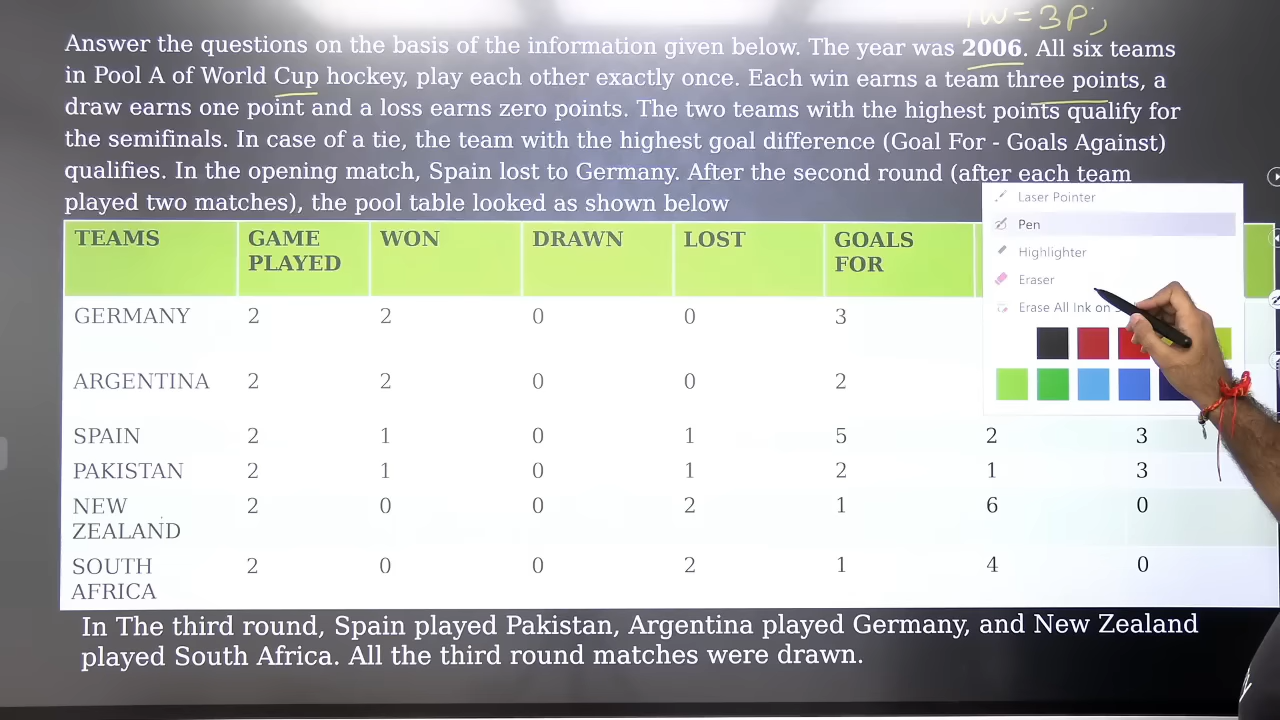 1W = 3P,
Answer the questions on the basis of the information given below. The year was 2006. All six teams
in Pool A of World Cup hockey, play each other exactly once. Each win earns a team three points, a
draw earns one point and a loss earns zero points. The two teams with the highest points qualify for
the semifinals. In case of a tie, the team with the highest goal difference (Goal For - Goals Against)
qualifies. In the opening match, Spain lost to Germany. After the second round (after each team
played two matches), the pool table looked as shown below
Laser Pointer
Pen
Highlighter
Eraser
Erase All Ink on
TEAMS GAME PLAYED WON DRAWN LOST GOALS FOR
GERMANY 2 2 0 0 3
ARGENTINA 2 2 0 0 2
SPAIN 2 1 0 1 5 2 3
PAKISTAN 2 1 0 1 2 1 3
NEW ZEALAND 2 0 0 2 1 6 0
SOUTH AFRICA 2 0 0 2 1 4 0
In The third round, Spain played Pakistan, Argentina played Germany, and New Zealand
played South Africa. All the third round matches were drawn.